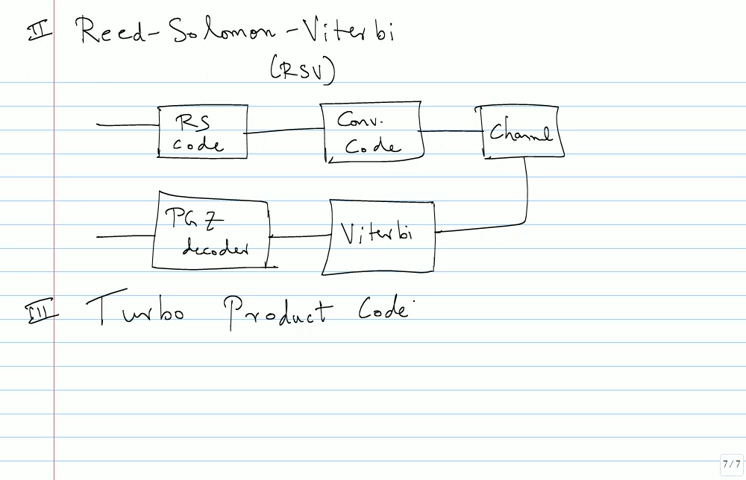 II Reed-Solomon-Viterbi
(RSV)
RS code
Conv. Code
Channel
PGZ decoder
Viterbi
III Turbo Product Code
7/7